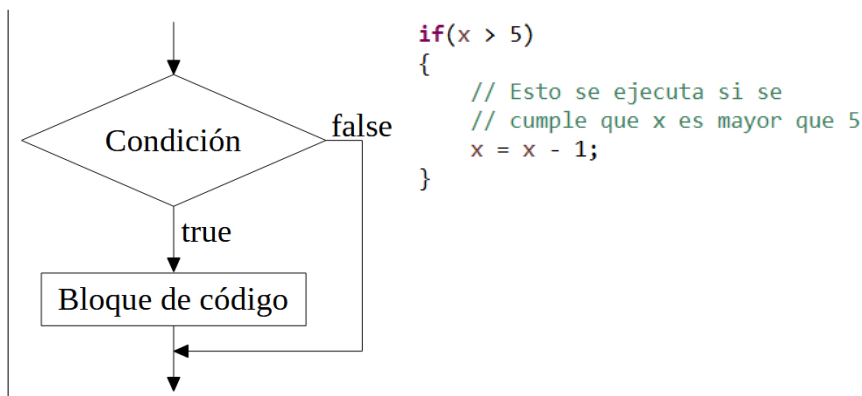 Condición
false
true
Bloque de código
if(x > 5)
{
// Esto se ejecuta si se
// cumple que x es mayor que 5
x = x - 1;
}